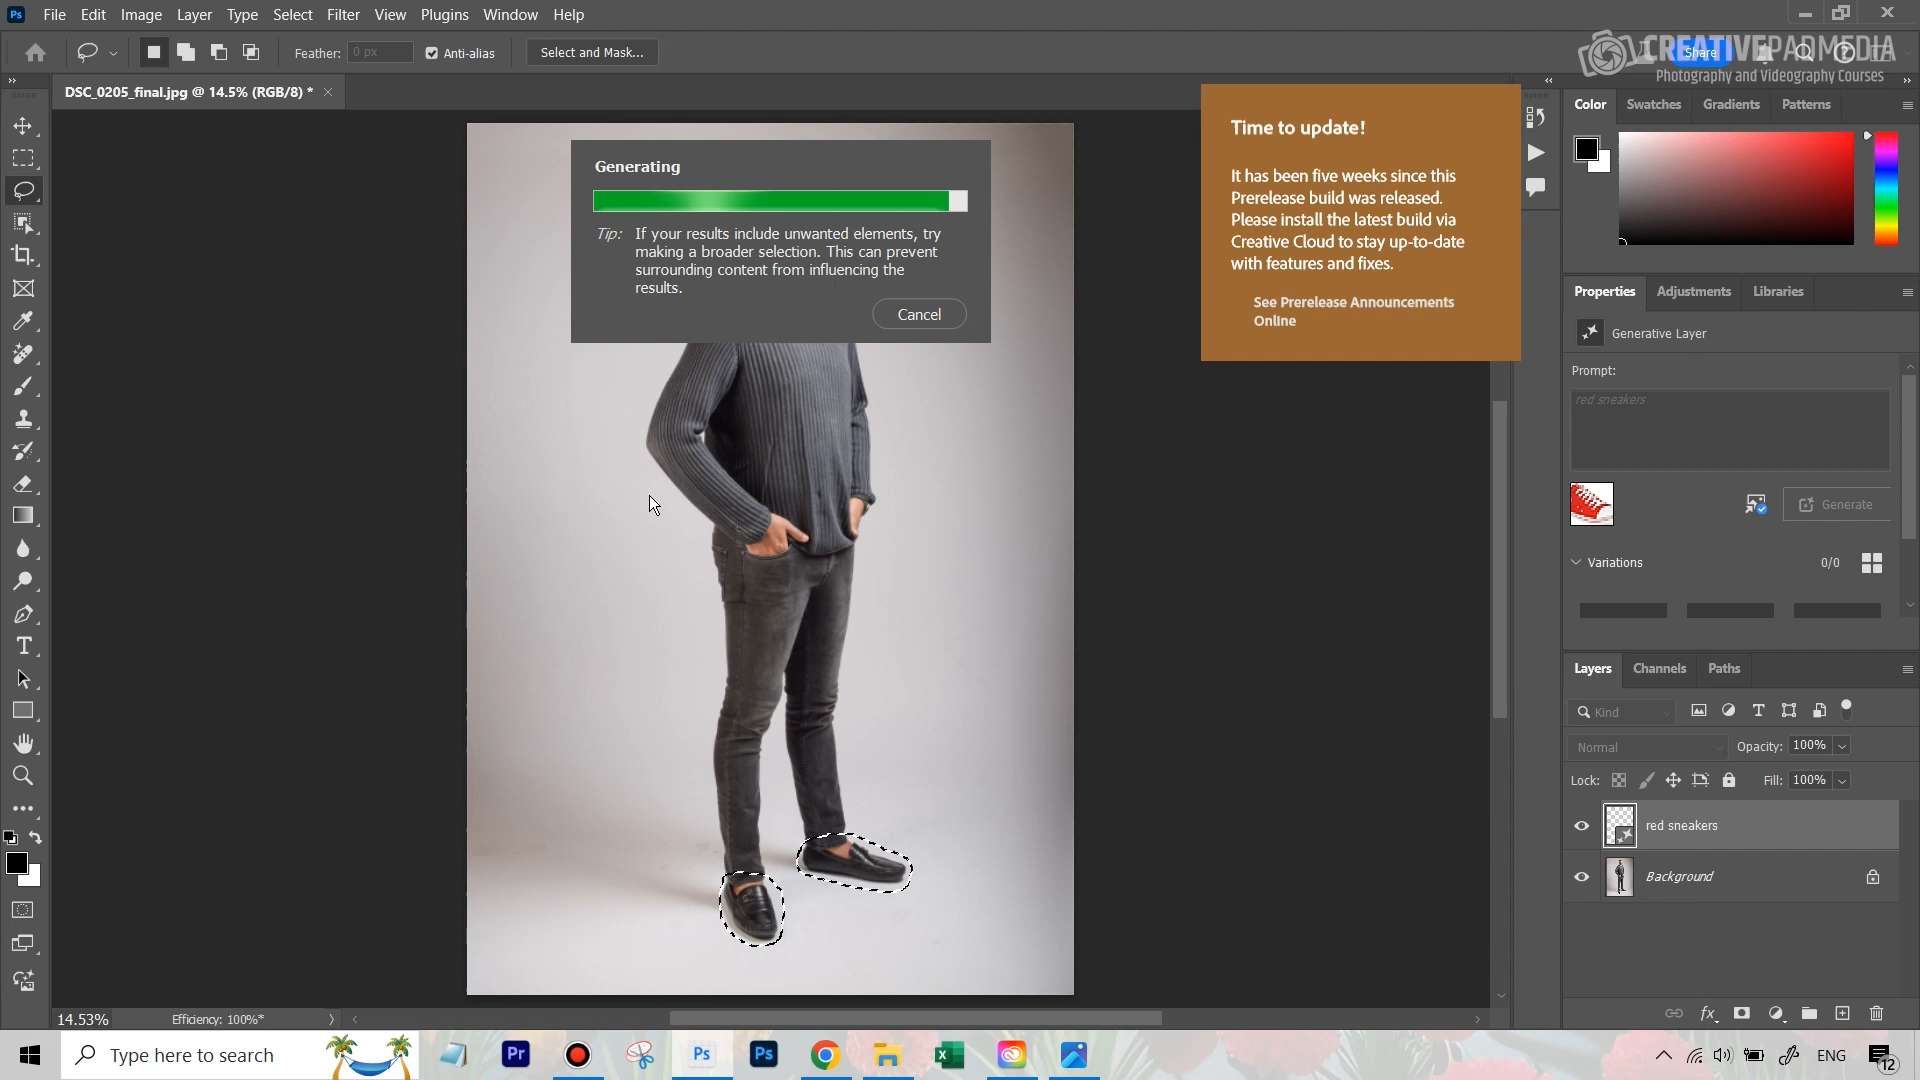 File Edit Image Layer Type Select Filter View Plugins Window Help
Feather: 0 px Anti-alias Select and Mask... Share
CREATIVEPADMEDIA
Photography and Videography Courses
DSC_0205_final.jpg @ 14.5% (RGB/8) *
Generating
Tip: If your results include unwanted elements, try
making a broader selection. This can prevent
surrounding content from influencing the
results.
Cancel
Time to update!
It has been five weeks since this
Prerelease build was released.
Please install the latest build via
Creative Cloud to stay up-to-date
with features and fixes.
See Prerelease Announcements
Online
Color Swatches Gradients Patterns
Properties Adjustments Libraries
Generative Layer
Prompt:
red sneakers
Generate
Variations 0/0
Layers Channels Paths
Kind
Normal Opacity: 100%
Lock: Fill: 100%
red sneakers
Background
fx
14.53% Efficiency: 100%*
Type here to search
Pr Ps Ps ENG 12